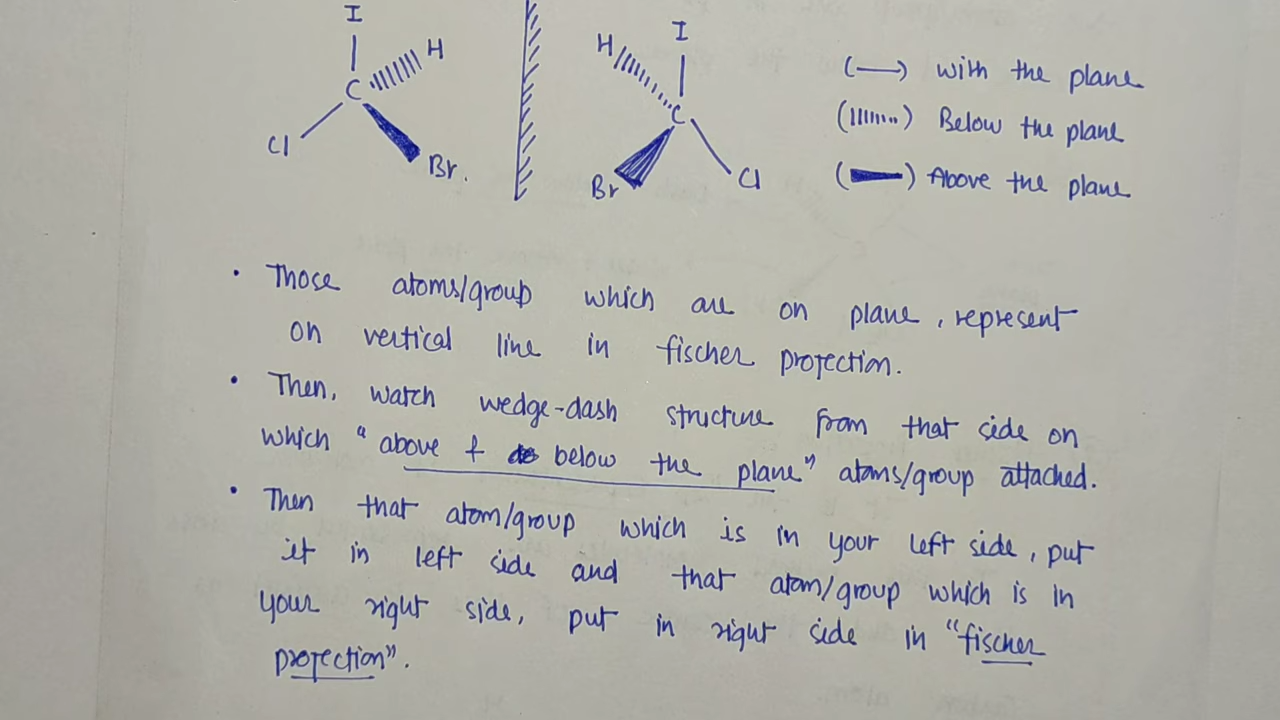 I
C
H
Cl
Br.
I
H
C
Br
Cl
(—) with the plane
(ııııı...) Below the plane
(◄) Above the plane
• Those atoms/group which are on plane, represent
on vertical line in fischer projection.
• Then, watch wedge-dash structure from that side on
which "above & below the plane" atoms/group attached.
• Then that atom/group which is in your left side, put
it in left side and that atom/group which is in
your right side, put in right side in "fischer
projection".